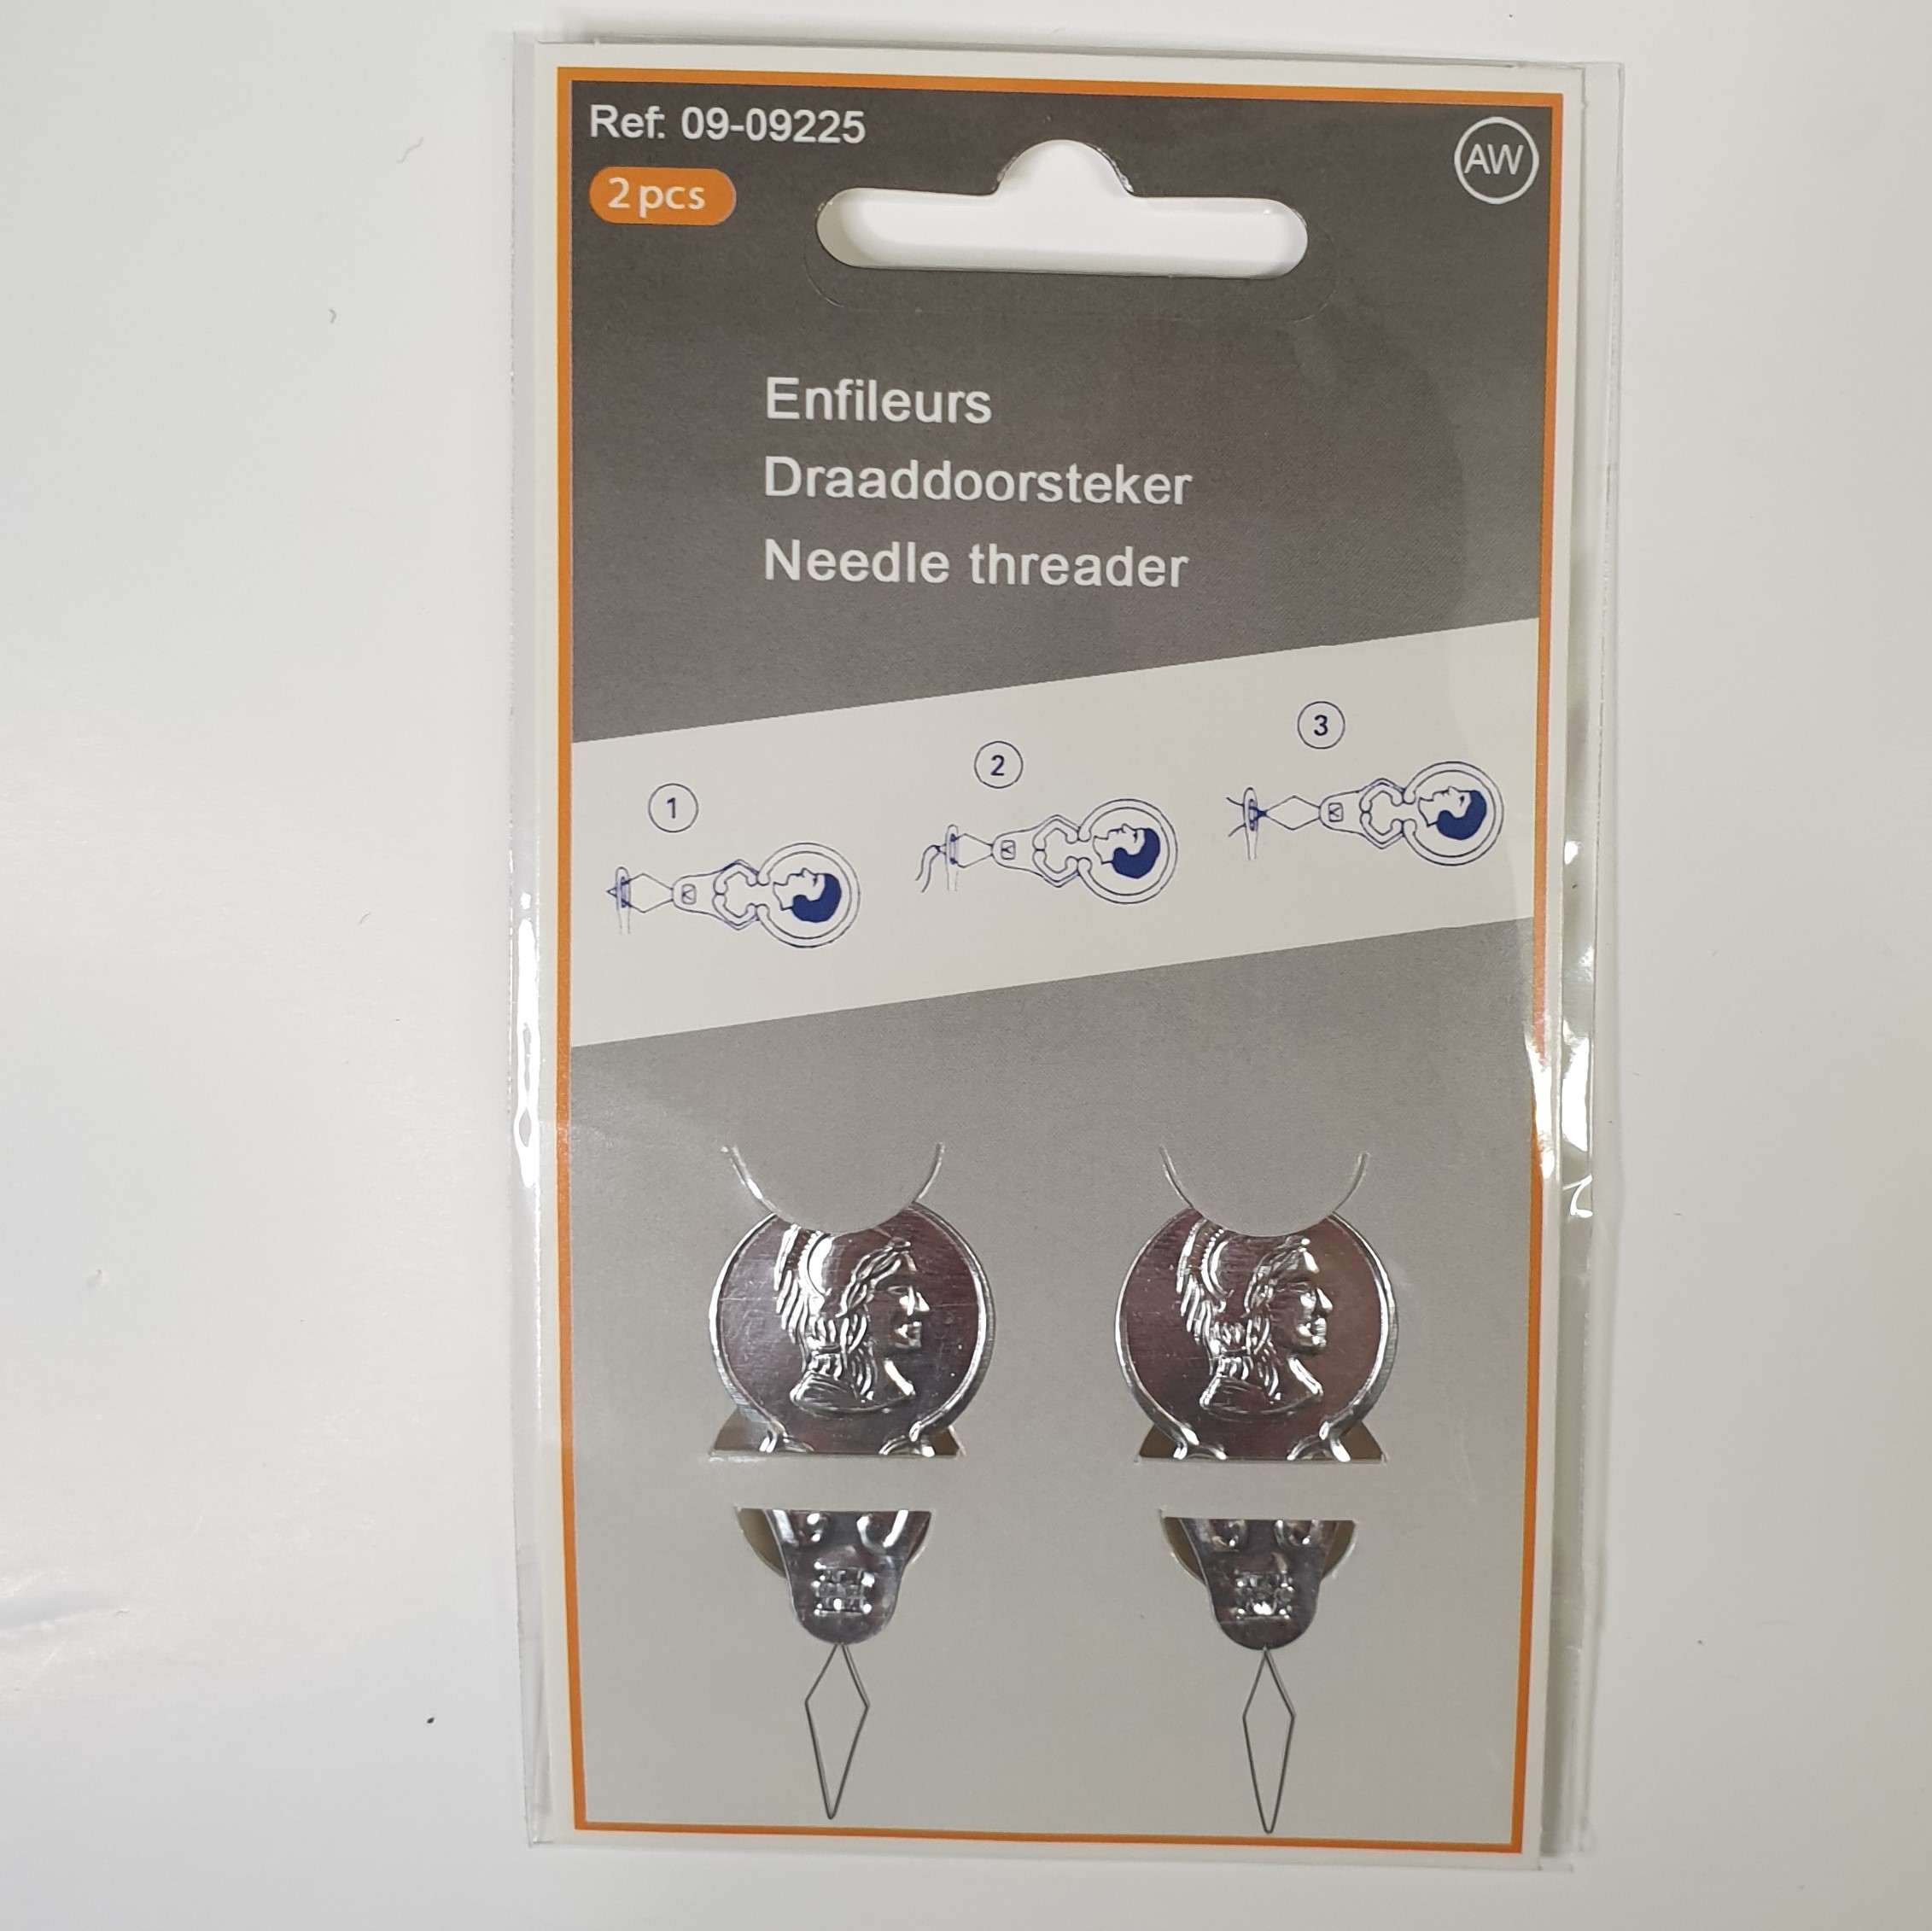 Ref: 09-09225
AW
2 pcs
Enfileurs
Draaddoorsteker
Needle threader
1
2
3